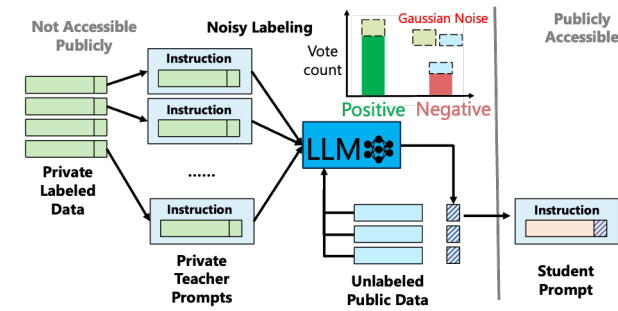 Not Accessible
Publicly
Noisy Labeling
Gaussian Noise
Publicly
Accessible
Vote
count
Positive
Negative
Instruction
Instruction
......
Instruction
Private
Labeled
Data
Private
Teacher
Prompts
LLM
Unlabeled
Public Data
Instruction
Student
Prompt